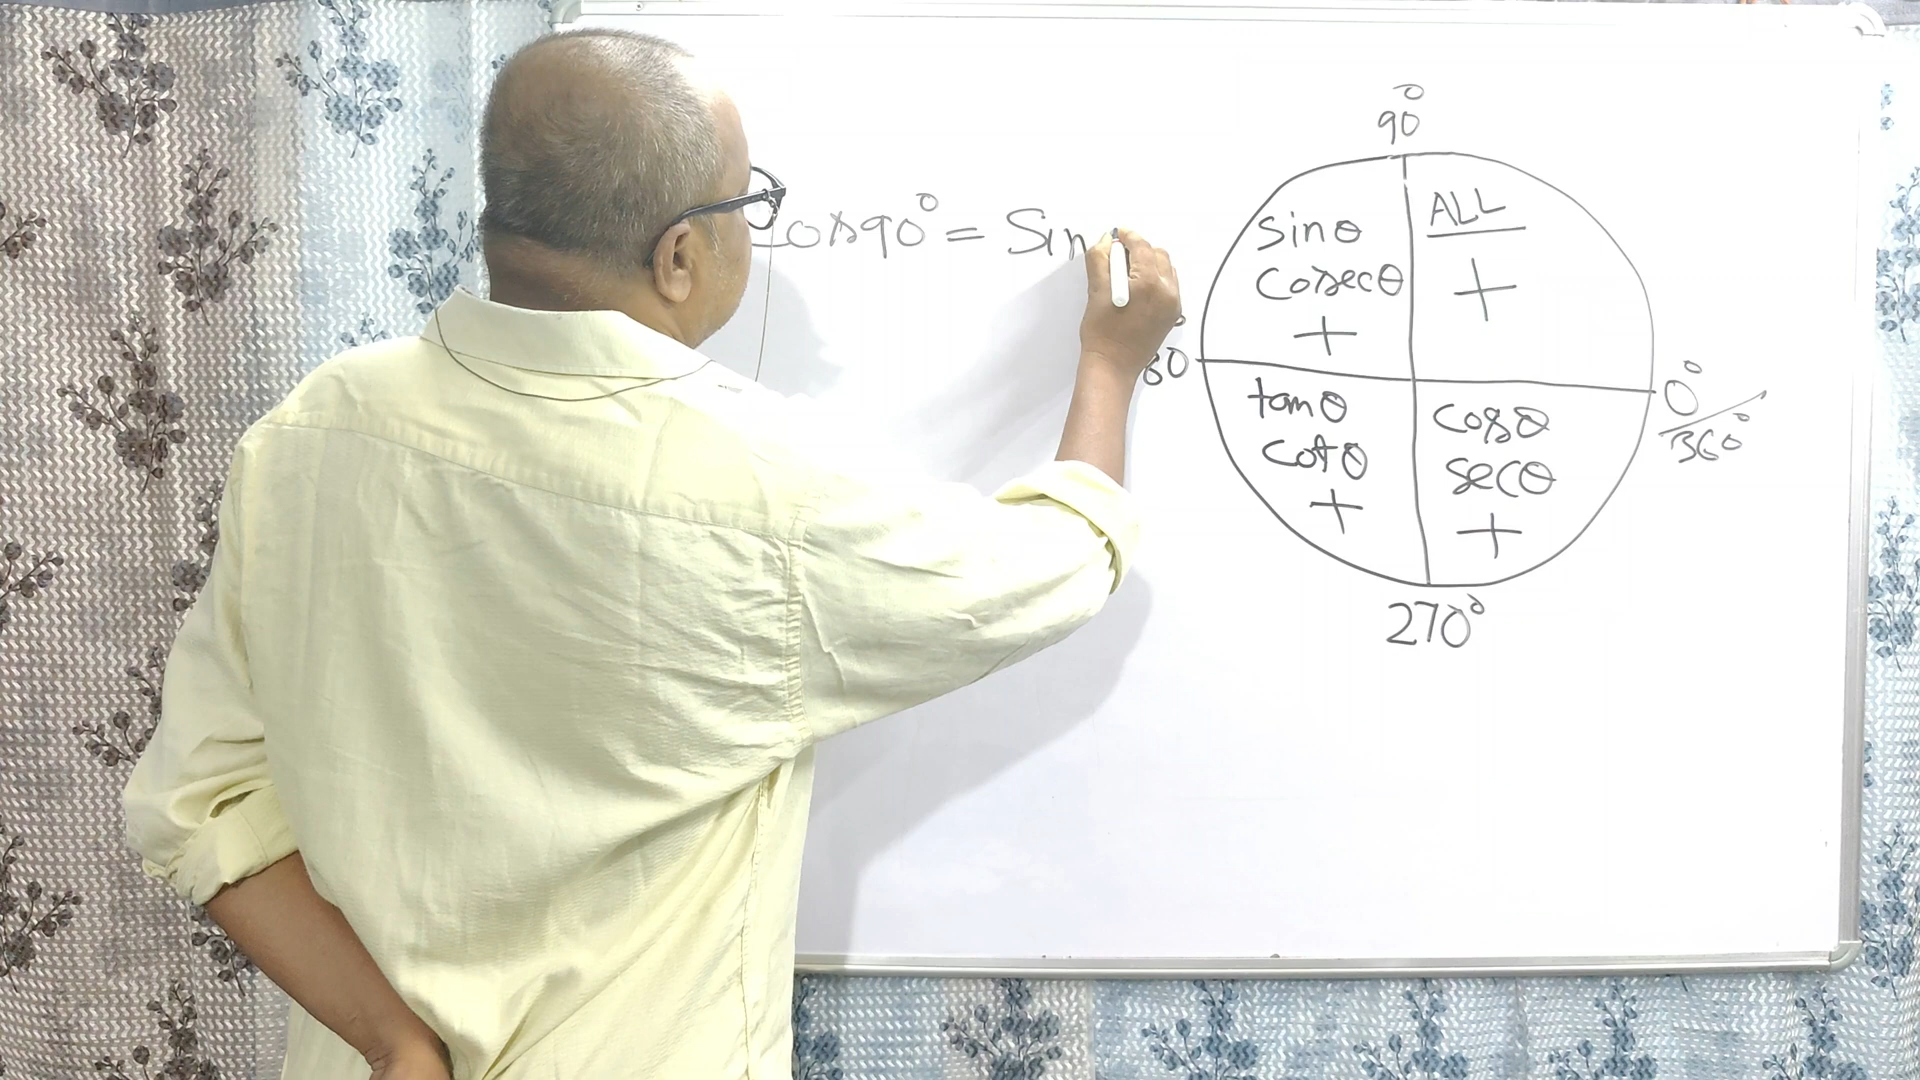 cos90° = Sin
90°
sinθ
cosecθ
+
ALL
+
80
0°
360°
tanθ
cotθ
+
cosθ
secθ
+
270°